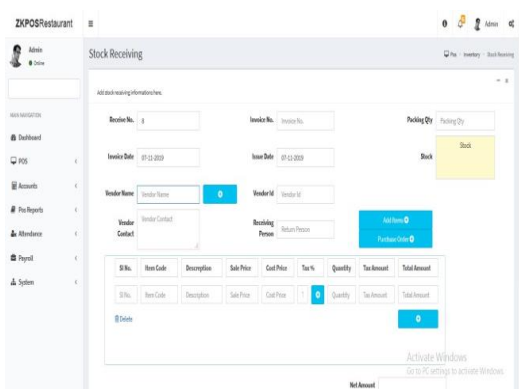 ZKPOSRestaurant
Admin
Admin
Online
Stock Receiving
Pos - Inventory - Stock Receiving
Add stock receiving informations here.
MAIN NAVIGATION
Dashboard
POS
Accounts
Pos Reports
Attendence
Payroll
System
Receive No. 8
Invoice No. Invoice No.
Packing Qty Packing Qty
Invoice Date 07-11-2019
Issue Date 07-11-2019
Stock
Stock
Vendor Name Vendor Name
Vendor Id Vendor Id
Vendor Contact Vendor Contact
Receiving Person Return Person
Add Items
Purchase Order
Sl No. Item Code Description Sale Price Cost Price Tax % Quantity Tax Amount Total Amount
Sl No. Item Code Description Sale Price Cost Price Quantity Tax Amount Total Amount
Delete
Net Amount
Activate Windows
Go to PC settings to activate Windows.